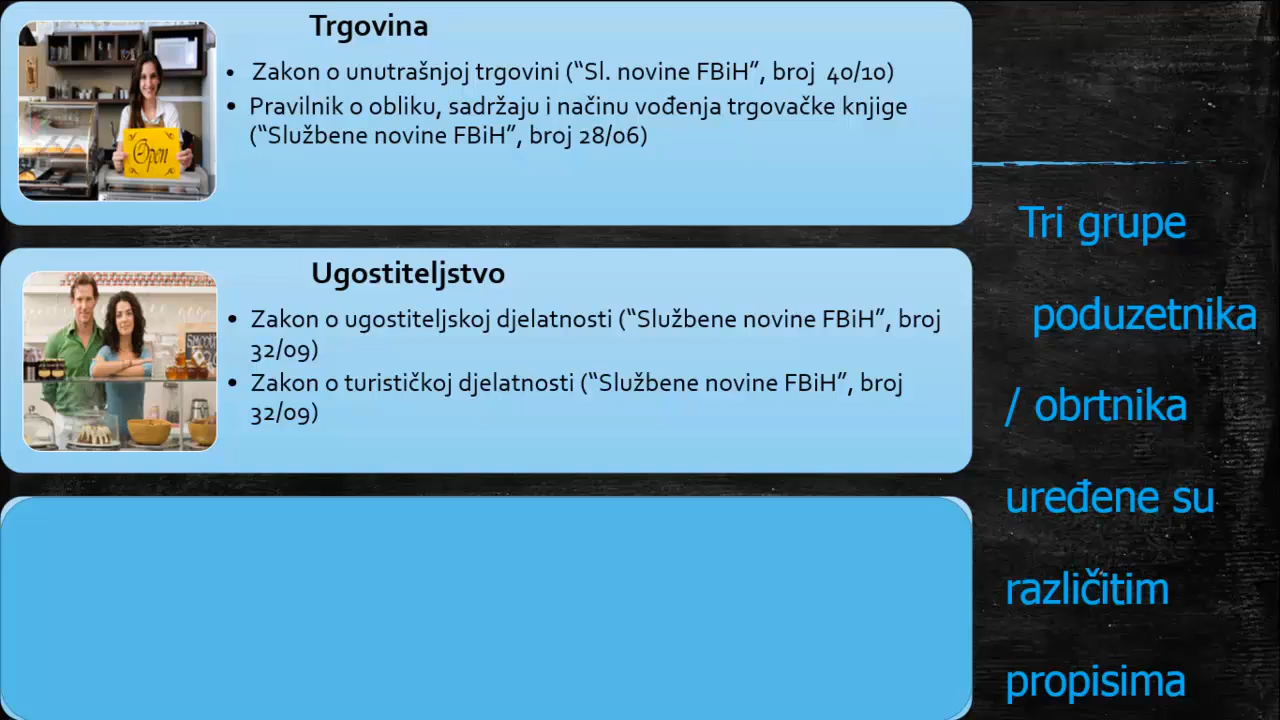 Trgovina
• Zakon o unutrašnjoj trgovini (“Sl. novine FBiH”, broj 40/10)
• Pravilnik o obliku, sadržaju i načinu vođenja trgovačke knjige
(“Službene novine FBiH”, broj 28/06)
Open
Ugostiteljstvo
• Zakon o ugostiteljskoj djelatnosti (“Službene novine FBiH”, broj
32/09)
• Zakon o turističkoj djelatnosti (“Službene novine FBiH”, broj
32/09)
Tri grupe
poduzetnika
/ obrtnika
uređene su
različitim
propisima